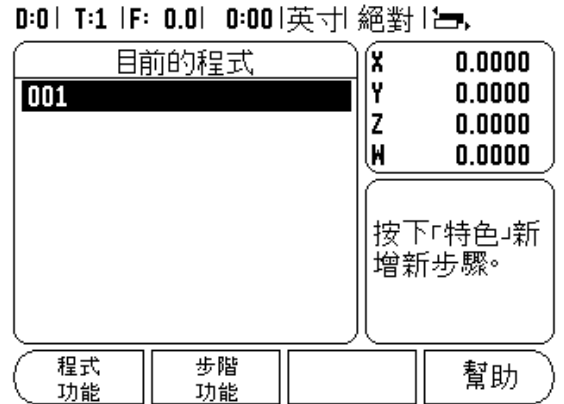 D:0| T:1 |F: 0.0| 0:00|英寸| 絕對|
目前的程式
001
X 0.0000
Y 0.0000
Z 0.0000
W 0.0000
按下「特色」新
增新步驟。
程式
功能
步階
功能
幫助